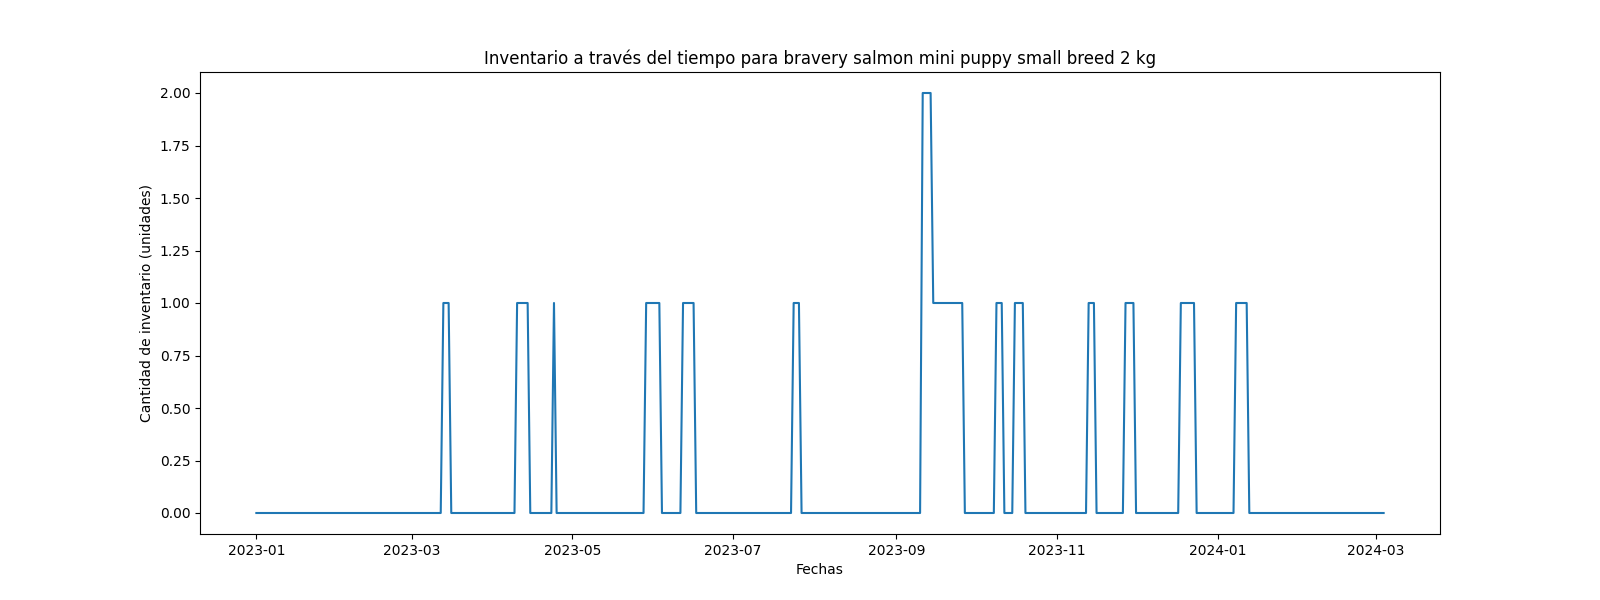 Inventario a través del tiempo para bravery salmon mini puppy small breed 2 kg
Cantidad de inventario (unidades)
2.00
1.75
1.50
1.25
1.00
0.75
0.50
0.25
0.00
2023-01 2023-03 2023-05 2023-07 2023-09 2023-11 2024-01 2024-03
Fechas